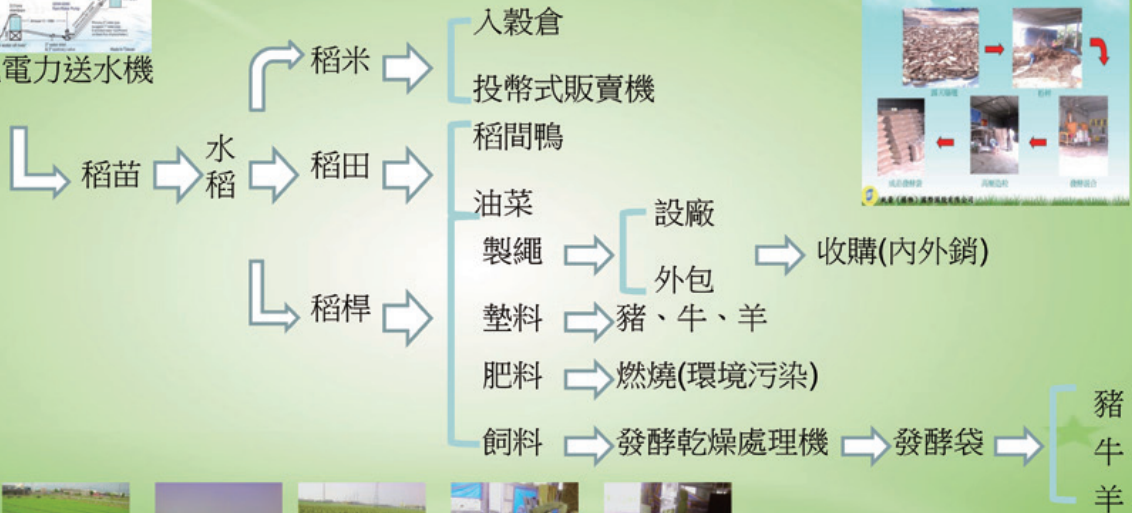 電力送水機
稻苗
水稻
稻米
入穀倉
投幣式販賣機
稻田
稻間鴨
油菜
稻桿
製繩
設廠
外包
收購(內外銷)
墊料
豬、牛、羊
肥料
燃燒(環境污染)
飼料
發酵乾燥處理機
發酵袋
豬
牛
羊